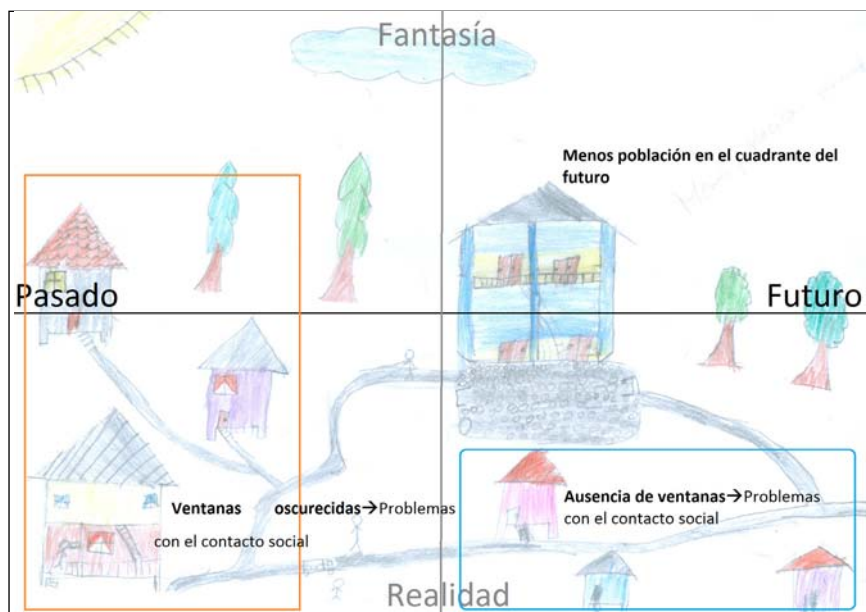 Fantasía
Menos población en el cuadrante del
futuro
Pasado
Futuro
Ventanas oscurecidas→Problemas
con el contacto social
Ausencia de ventanas→Problemas
con el contacto social
Realidad